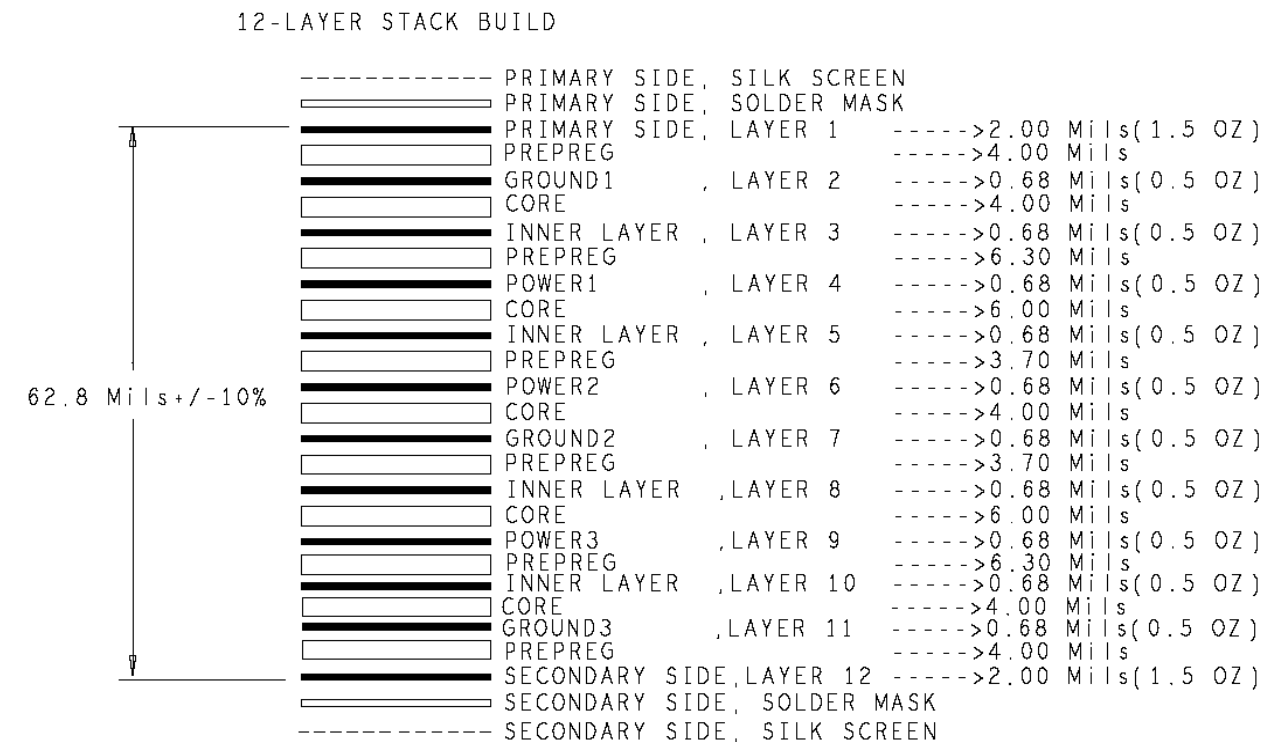 12-LAYER STACK BUILD
PRIMARY SIDE, SILK SCREEN
PRIMARY SIDE, SOLDER MASK
PRIMARY SIDE, LAYER 1 ----->2.00 Mils(1.5 OZ)
PREPREG ----->4.00 Mils
GROUND1 , LAYER 2 ----->0.68 Mils(0.5 OZ)
CORE ----->4.00 Mils
INNER LAYER , LAYER 3 ----->0.68 Mils(0.5 OZ)
PREPREG ----->6.30 Mils
POWER1 , LAYER 4 ----->0.68 Mils(0.5 OZ)
CORE ----->6.00 Mils
INNER LAYER , LAYER 5 ----->0.68 Mils(0.5 OZ)
PREPREG ----->3.70 Mils
62.8 Mils+/-10%
POWER2 , LAYER 6 ----->0.68 Mils(0.5 OZ)
CORE ----->4.00 Mils
GROUND2 , LAYER 7 ----->0.68 Mils(0.5 OZ)
PREPREG ----->3.70 Mils
INNER LAYER ,LAYER 8 ----->0.68 Mils(0.5 OZ)
CORE ----->6.00 Mils
POWER3 ,LAYER 9 ----->0.68 Mils(0.5 OZ)
PREPREG ----->6.30 Mils
INNER LAYER ,LAYER 10 ----->0.68 Mils(0.5 OZ)
CORE ----->4.00 Mils
GROUND3 ,LAYER 11 ----->0.68 Mils(0.5 OZ)
PREPREG ----->4.00 Mils
SECONDARY SIDE,LAYER 12 ----->2.00 Mils(1.5 OZ)
SECONDARY SIDE, SOLDER MASK
SECONDARY SIDE, SILK SCREEN